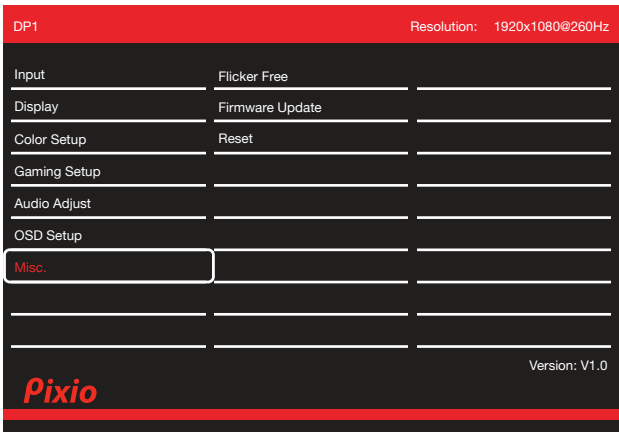 DP1 Resolution: 1920x1080@260Hz
Input Flicker Free
Display Firmware Update
Color Setup Reset
Gaming Setup
Audio Adjust
OSD Setup
Misc.
Version: V1.0
Pixio